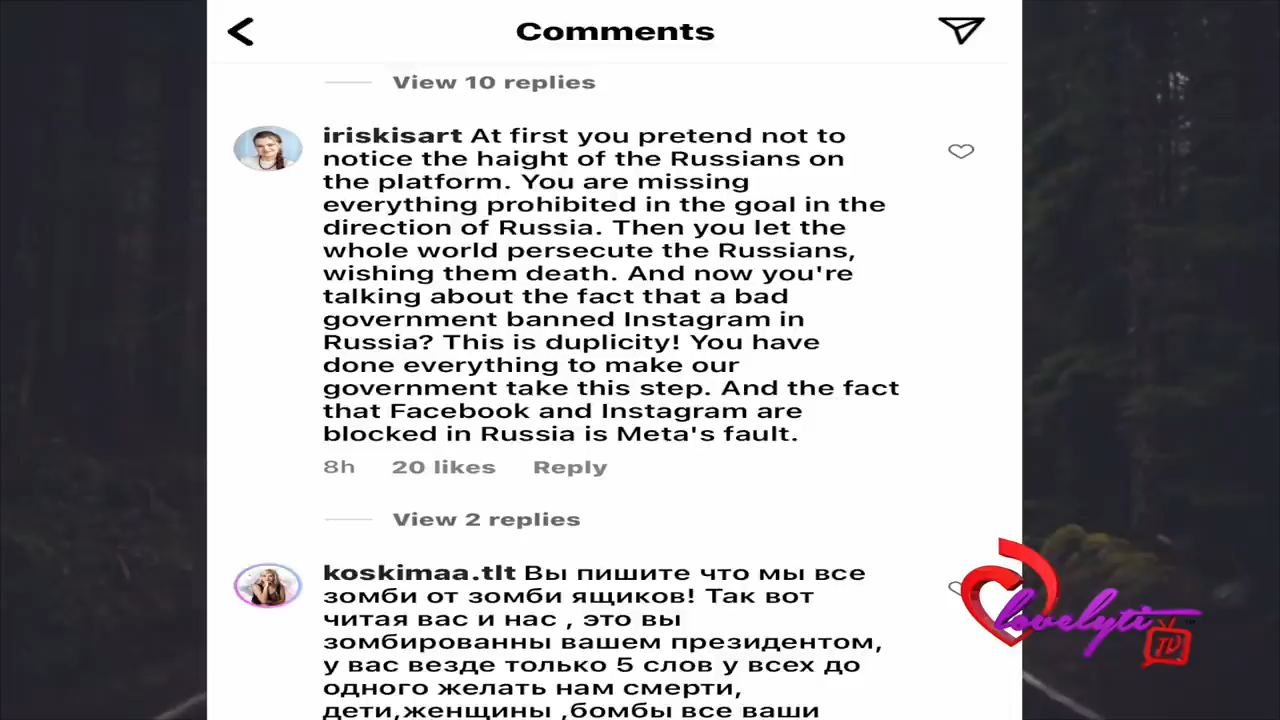 Comments
View 10 replies
iriskisart At first you pretend not to
notice the haight of the Russians on
the platform. You are missing
everything prohibited in the goal in the
direction of Russia. Then you let the
whole world persecute the Russians,
wishing them death. And now you're
talking about the fact that a bad
government banned Instagram in
Russia? This is duplicity! You have
done everything to make our
government take this step. And the fact
that Facebook and Instagram are
blocked in Russia is Meta's fault.
8h 20 likes Reply
View 2 replies
koskimaa.tlt Вы пишите что мы все
зомби от зомби ящиков! Так вот
читая вас и нас , это вы
зомбированны вашем президентом,
у вас везде только 5 слов у всех до
одного желать нам смерти,
дети,женщины ,бомбы все ваши
lovelyti
TV